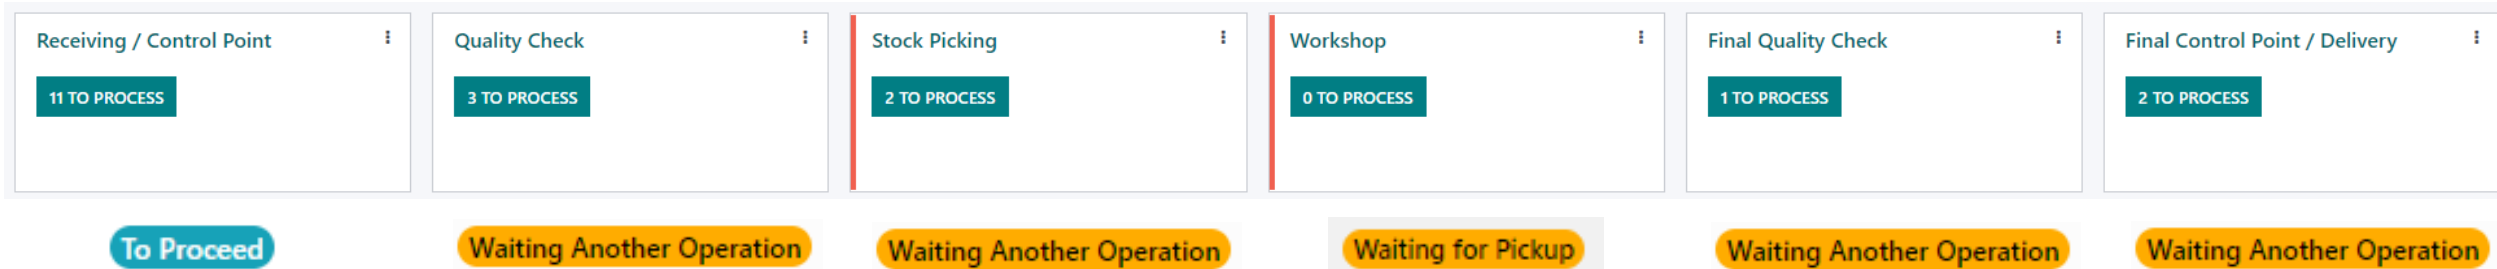 Receiving / Control Point
11 TO PROCESS
Quality Check
3 TO PROCESS
Stock Picking
2 TO PROCESS
Workshop
0 TO PROCESS
Final Quality Check
1 TO PROCESS
Final Control Point / Delivery
2 TO PROCESS
To Proceed
Waiting Another Operation
Waiting Another Operation
Waiting for Pickup
Waiting Another Operation
Waiting Another Operation